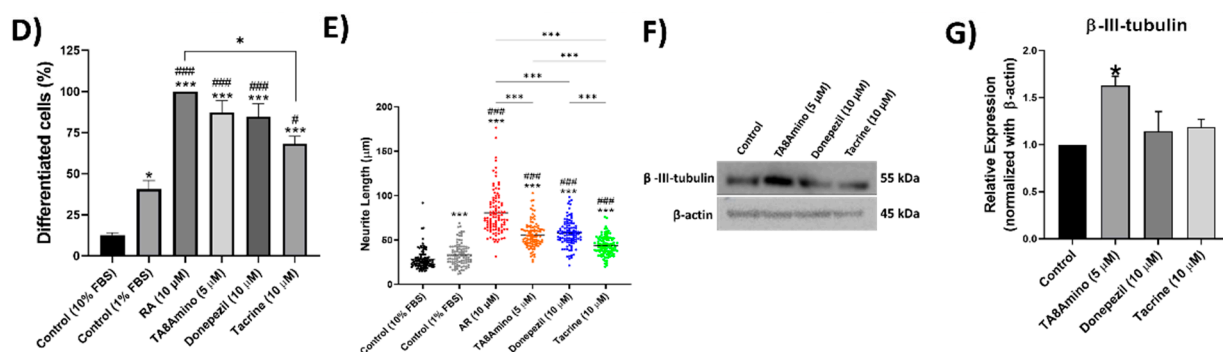 D)
Differentiated cells (%)
125
100
75
50
25
0
*
*
###
***
###
***
###
***
#
***
Control (10% FBS)
Control (1% FBS)
RA (10 µM)
TA8Amino (5 µM)
Donepezil (10 µM)
Tacrine (10 µM)
E)
Neurite Length (µm)
200
150
100
50
0
***
***
***
***
***
***
###
***
###
***
###
***
###
***
Control (10% FBS)
Control (1% FBS)
AR (10 µM)
TA8Amino (5 µM)
Donepezil (10 µM)
Tacrine (10 µM)
F)
Control
TA8Amino (5 µM)
Donepezil (10 µM)
Tacrine (10 µM)
β -III-tubulin
55 kDa
β-actin
45 kDa
G)
β-III-tubulin
Relative Expression
(normalized with β-actin)
2.0
1.5
1.0
0.5
0.0
*
Control
TA8Amino (5 µM)
Donepezil (10 µM)
Tacrine (10 µM)